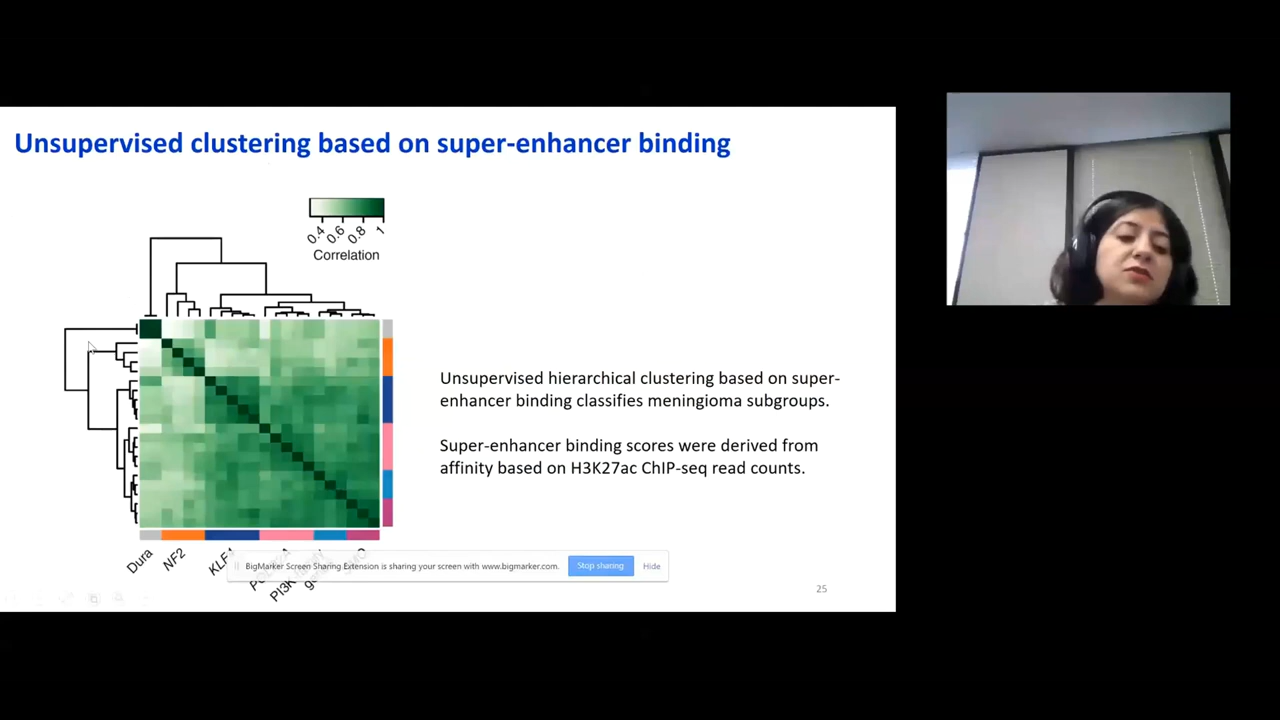 Unsupervised clustering based on super-enhancer binding
0.4 0.6 0.8 1
Correlation
Unsupervised hierarchical clustering based on super-
enhancer binding classifies meningioma subgroups.
Super-enhancer binding scores were derived from
affinity based on H3K27ac ChIP-seq read counts.
Dura
NF2
BigMarker Screen Sharing Extension is sharing your screen with www.bigmarker.com.
Stop sharing
Hide
25